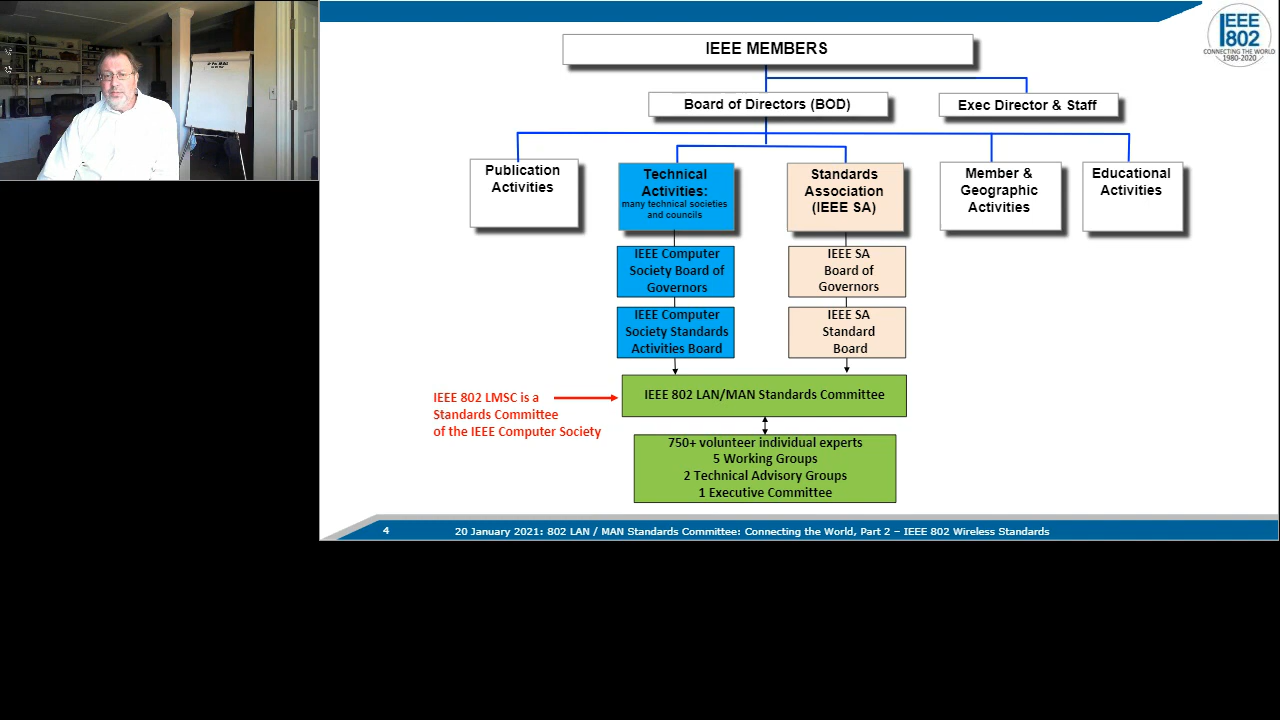 IEEE
802
CONNECTING THE WORLD
1980-2020
IEEE MEMBERS
Board of Directors (BOD)
Exec Director & Staff
Publication
Activities
Technical
Activities:
many technical societies
and councils
Standards
Association
(IEEE SA)
Member &
Geographic
Activities
Educational
Activities
IEEE Computer
Society Board of
Governors
IEEE SA
Board of
Governors
IEEE Computer
Society Standards
Activities Board
IEEE SA
Standard
Board
IEEE 802 LAN/MAN Standards Committee
IEEE 802 LMSC is a
Standards Committee
of the IEEE Computer Society
750+ volunteer individual experts
5 Working Groups
2 Technical Advisory Groups
1 Executive Committee
4
20 January 2021: 802 LAN / MAN Standards Committee: Connecting the World, Part 2 – IEEE 802 Wireless Standards